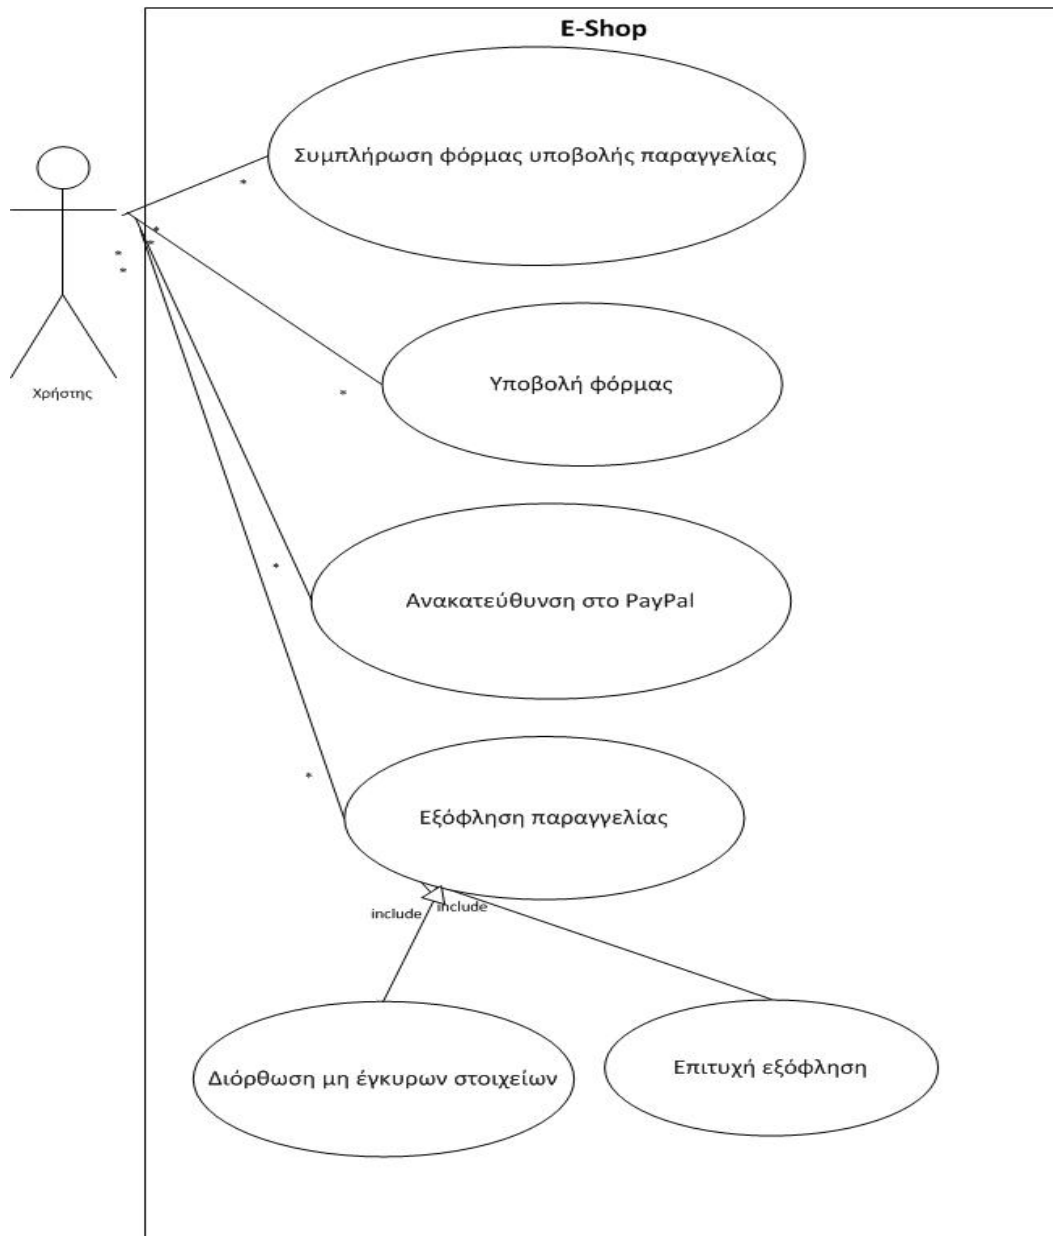 E-Shop
Συμπλήρωση φόρμας υποβολής παραγγελίας
*
*
*
*
*
Χρήστης
Υποβολή φόρμας
*
*
Ανακατεύθυνση στο PayPal
*
Εξόφληση παραγγελίας
include
include
Διόρθωση μη έγκυρων στοιχείων
Επιτυχή εξόφληση